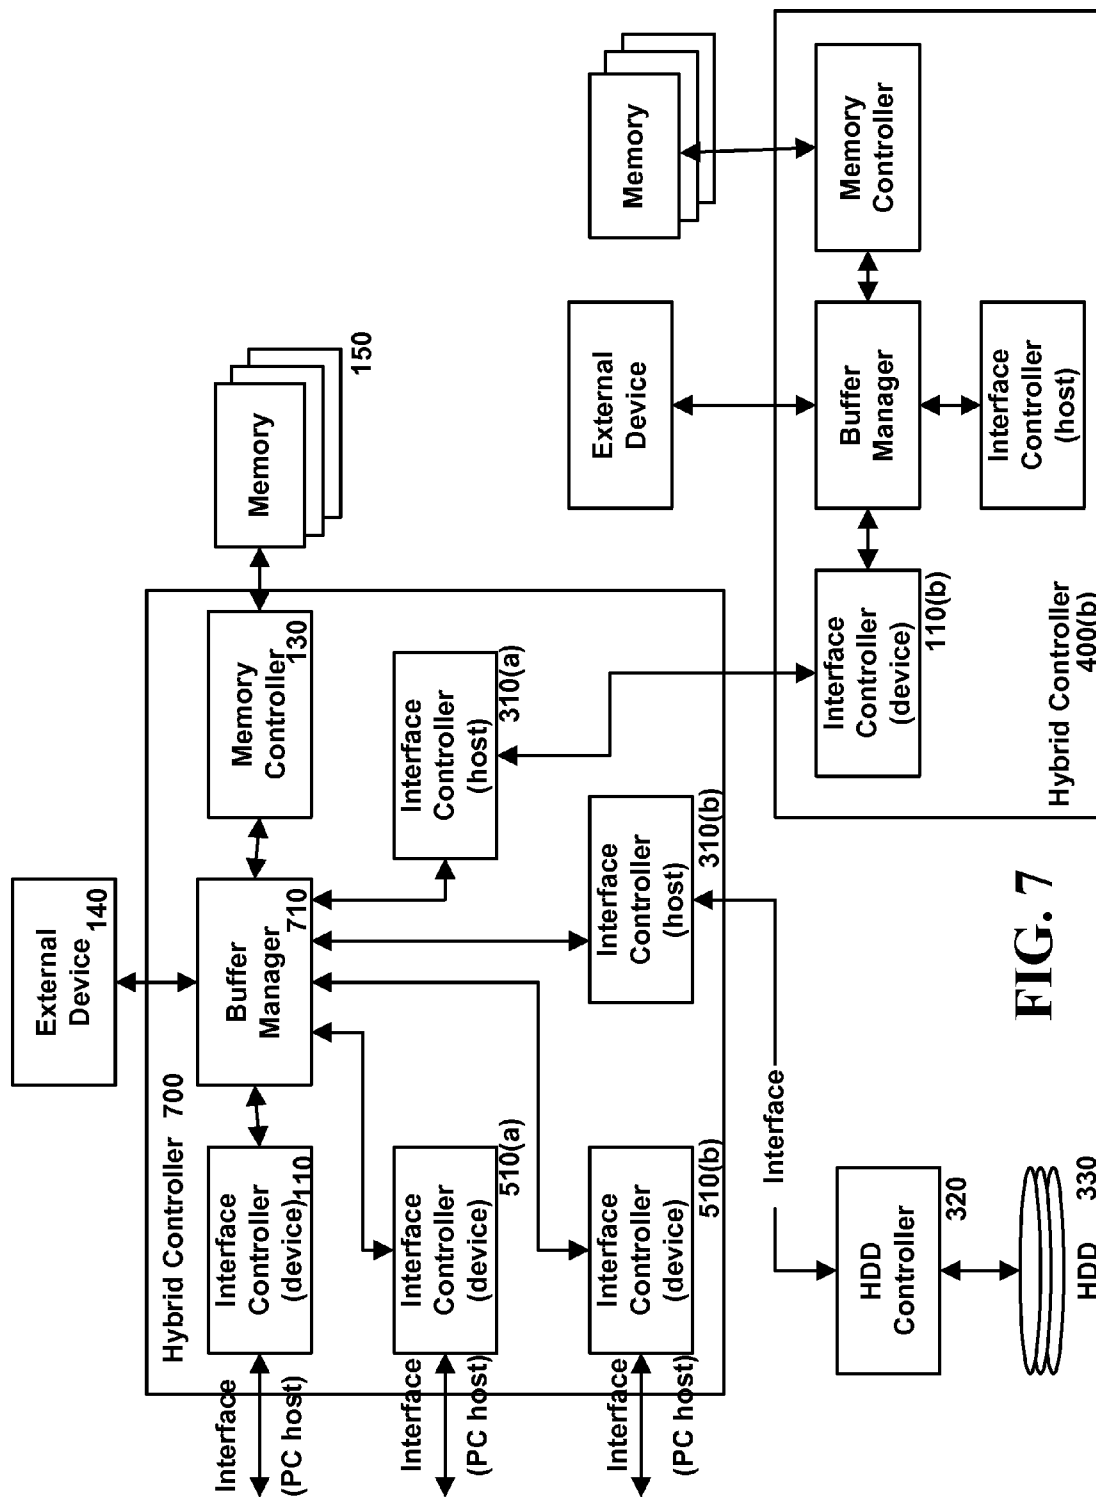 External
Device
140
Hybrid Controller 700
Interface
(PC host)
Interface
Controller
(device)
110
Buffer
Manager
710
Memory
Controller
130
Memory
150
Interface
(PC host)
Interface
Controller
(device)
510(a)
Interface
Controller
(host)
310(a)
Interface
(PC host)
Interface
Controller
(device)
510(b)
Interface
Controller
(host)
310(b)
Interface
HDD
Controller
320
HDD
330
External
Device
Memory
Interface
Controller
(device)
110(b)
Buffer
Manager
Memory
Controller
Interface
Controller
(host)
Hybrid Controller
400(b)
FIG. 7